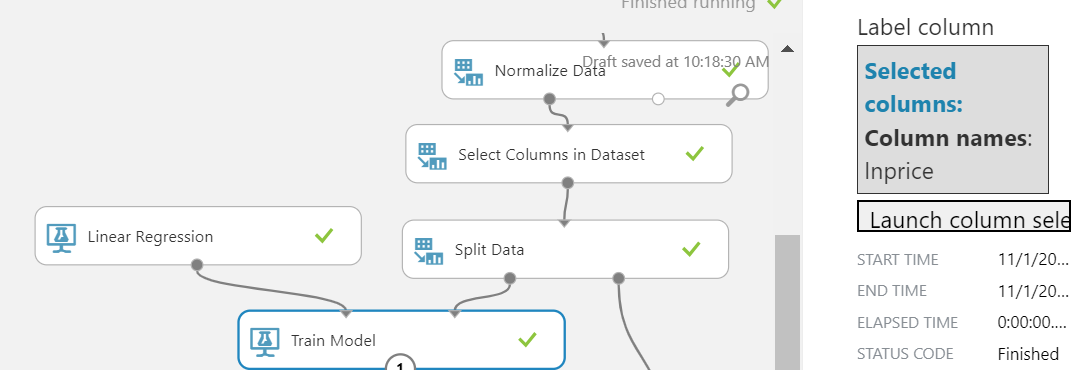 Finished running
Normalize Data
Draft saved at 10:18:30 AM
Select Columns in Dataset
Linear Regression
Split Data
Train Model
1
Label column
Selected
columns:
Column names:
lnprice
Launch column sele
START TIME 11/1/20...
END TIME 11/1/20...
ELAPSED TIME 0:00:00....
STATUS CODE Finished